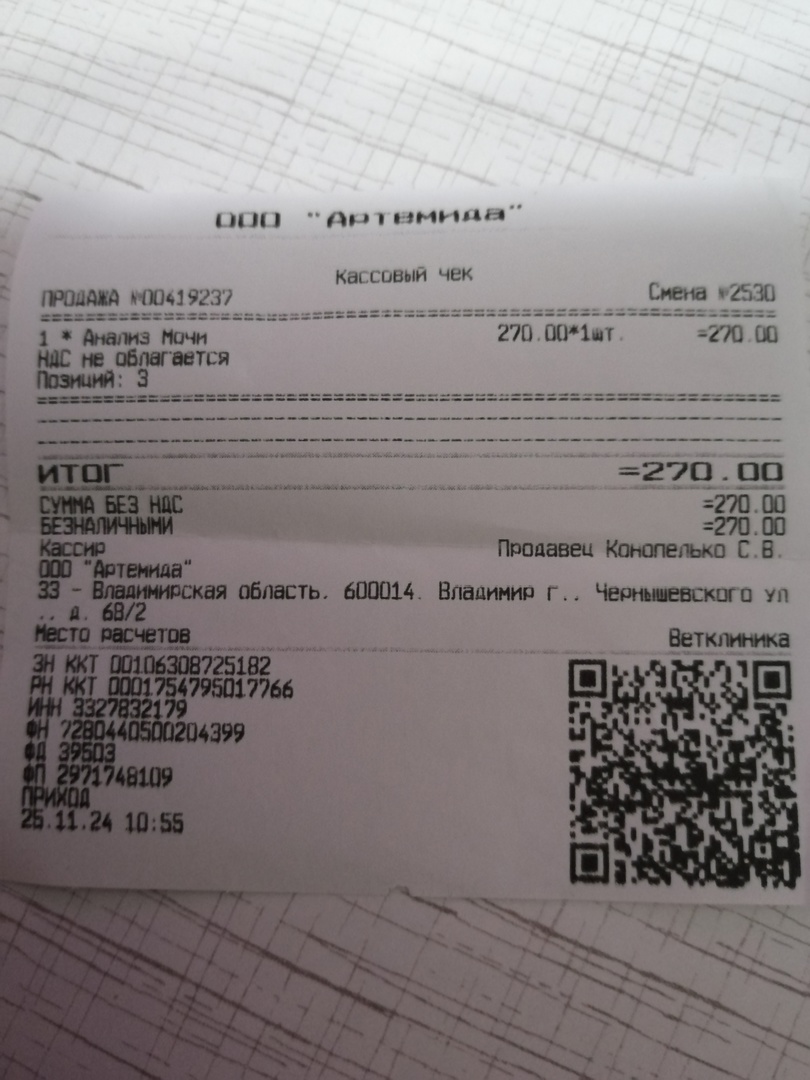 ООО "Артемида"
Кассовый чек
ПРОДАЖА №00419237 Смена №2530
1 * Анализ Мочи 270.00*1шт. =270.00
НДС не облагается
Позиций: 3
ИТОГ =270.00
СУММА БЕЗ НДС =270.00
БЕЗНАЛИЧНЫМИ =270.00
Кассир Продавец Конопелько С.В.
ООО "Артемида"
33 - Владимирская область, 600014, Владимир г., Чернышевского ул
., д. 6В/2
Место расчетов Ветклиника
ЗН ККТ 00106308725182
РН ККТ 0001754795017766
ИНН 3327832179
ФН 7280440500204399
ФД 39503
ФП 2971748109
ПРИХОД
25.11.24 10:55